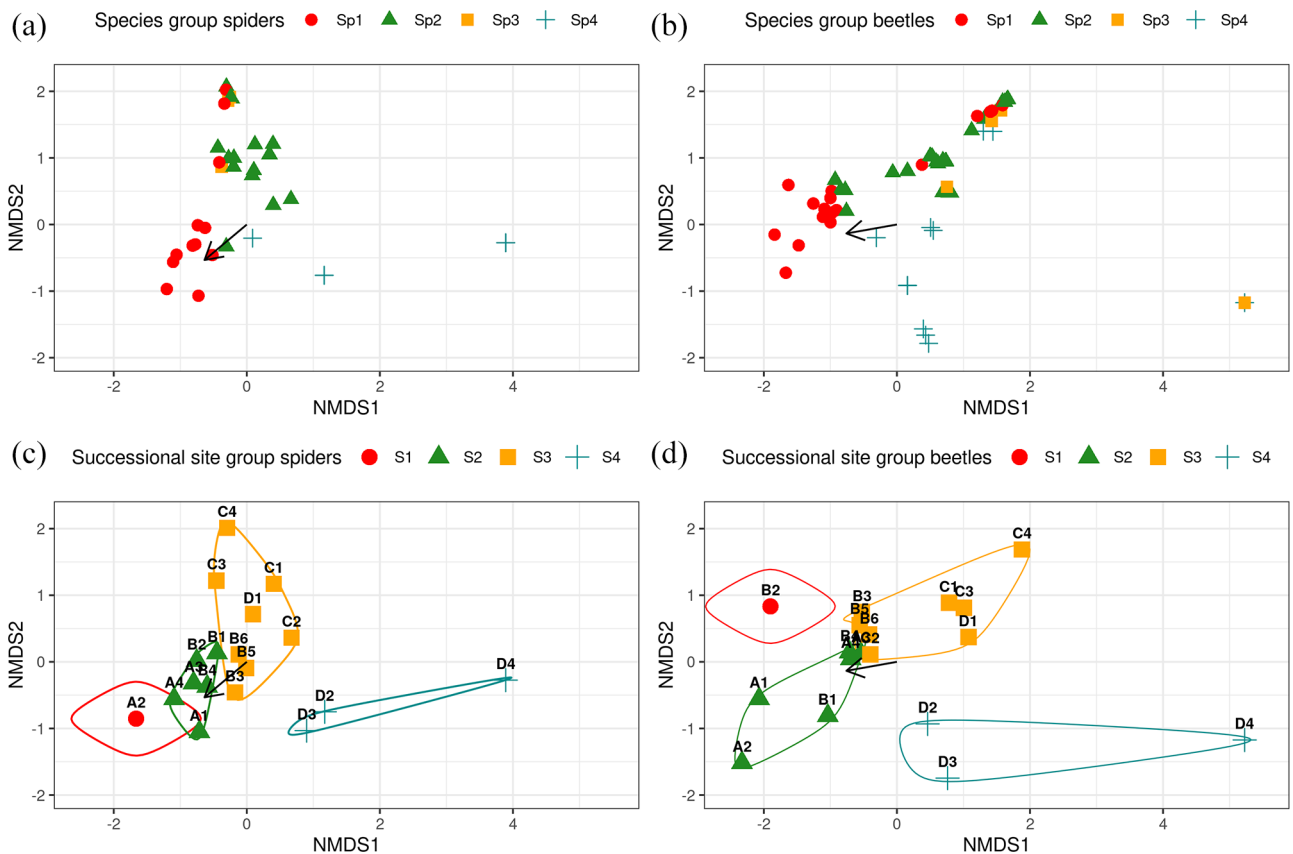 (a) Species group spiders Sp1 Sp2 Sp3 Sp4
(b) Species group beetles Sp1 Sp2 Sp3 Sp4
NMDS2
2
1
0
-1
-2
-2 0 2 4
NMDS1
NMDS2
2
1
0
-1
-2
-2 0 2 4
NMDS1
(c) Successional site group spiders S1 S2 S3 S4
(d) Successional site group beetles S1 S2 S3 S4
NMDS2
2
1
0
-1
-2
C4
C3
C1
D1
C2
B6
B1
B2
B5
A3
B4
B3
A4
A2
A1
D4
D2
D3
-2 0 2 4
NMDS1
NMDS2
2
1
0
-1
-2
C4
B2
C1
C3
B3
B5
B6
D1
A4
C2
A1
B1
A2
D2
D4
D3
-2 0 2 4
NMDS1